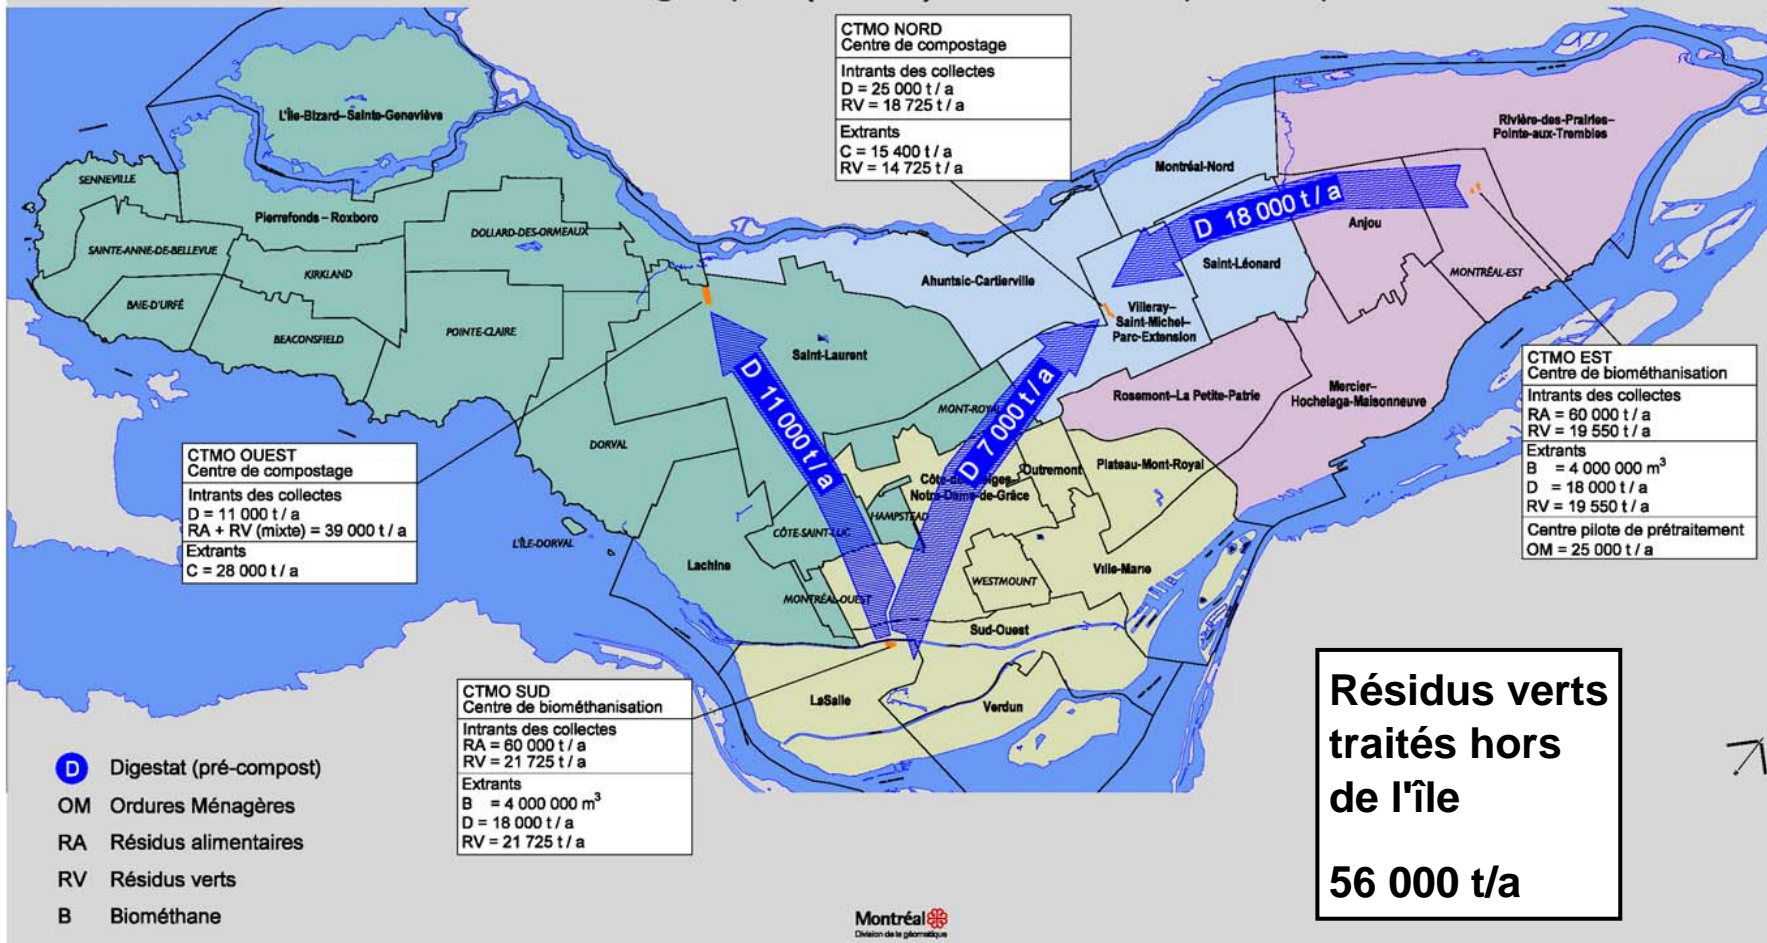 CTMO NORD
Centre de compostage
Intrants des collectes
D = 25 000 t / a
RV = 18 725 t / a
Extrants
C = 15 400 t / a
RV = 14 725 t / a
L'Île-Bizard–Sainte-Geneviève
Rivière-des-Prairies–
Pointe-aux-Trembles
Montréal-Nord
SENNEVILLE
Pierrefonds – Roxboro
DOLLARD-DES-ORMEAUX
SAINTE-ANNE-DE-BELLEVUE
KIRKLAND
BAIE-D'URFÉ
BEACONSFIELD
POINTE-CLAIRE
D 18 000 t / a
Anjou
Saint-Léonard
MONTRÉAL-EST
Ahuntsic-Cartierville
Villeray–
Saint-Michel–
Parc-Extension
Saint-Laurent
D 11 000 t / a
D 7 000 t / a
MONT-ROYAL
Rosemont–La Petite-Patrie
Mercier–
Hochelaga-Maisonneuve
CTMO EST
Centre de biométhanisation
Intrants des collectes
RA = 60 000 t / a
RV = 19 550 t / a
Extrants
B = 4 000 000 m³
D = 18 000 t / a
RV = 19 550 t / a
Centre pilote de prétraitement
OM = 25 000 t / a
CTMO OUEST
Centre de compostage
Intrants des collectes
D = 11 000 t / a
RA + RV (mixte) = 39 000 t / a
Extrants
C = 28 000 t / a
DORVAL
L'ÎLE-DORVAL
Lachine
CÔTE-SAINT-LUC
HAMPSTEAD
MONTRÉAL-OUEST
Outremont
Plateau-Mont-Royal
Notre-Dame-de-Grâce
WESTMOUNT
Ville-Marie
Sud-Ouest
LaSalle
Verdun
CTMO SUD
Centre de biométhanisation
Intrants des collectes
RA = 60 000 t / a
RV = 21 725 t / a
Extrants
B = 4 000 000 m³
D = 18 000 t / a
RV = 21 725 t / a
D Digestat (pré-compost)
OM Ordures Ménagères
RA Résidus alimentaires
RV Résidus verts
B Biométhane
Résidus verts
traités hors
de l'île
56 000 t/a
Montréal
Division de la géomatique